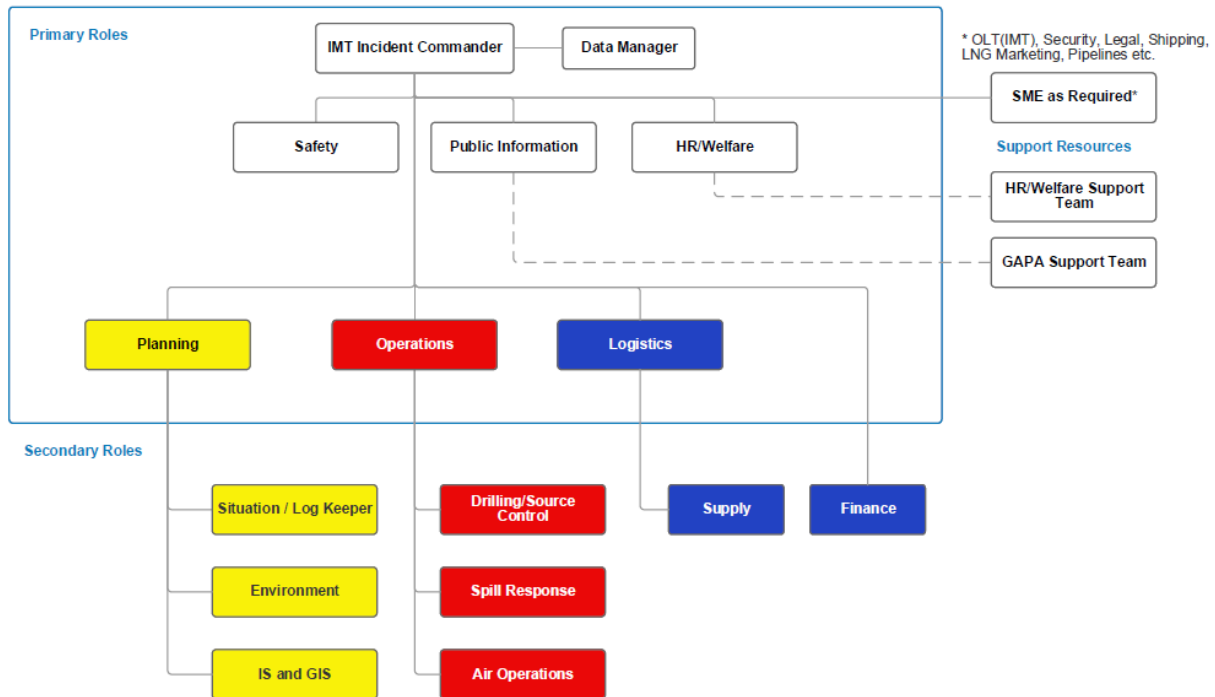 Primary Roles
IMT Incident Commander
Data Manager
* OLT(IMT), Security, Legal, Shipping,
LNG Marketing, Pipelines etc.
SME as Required*
Safety
Public Information
HR/Welfare
Support Resources
HR/Welfare Support
Team
GAPA Support Team
Planning
Operations
Logistics
Secondary Roles
Situation / Log Keeper
Drilling/Source
Control
Supply
Finance
Environment
Spill Response
IS and GIS
Air Operations